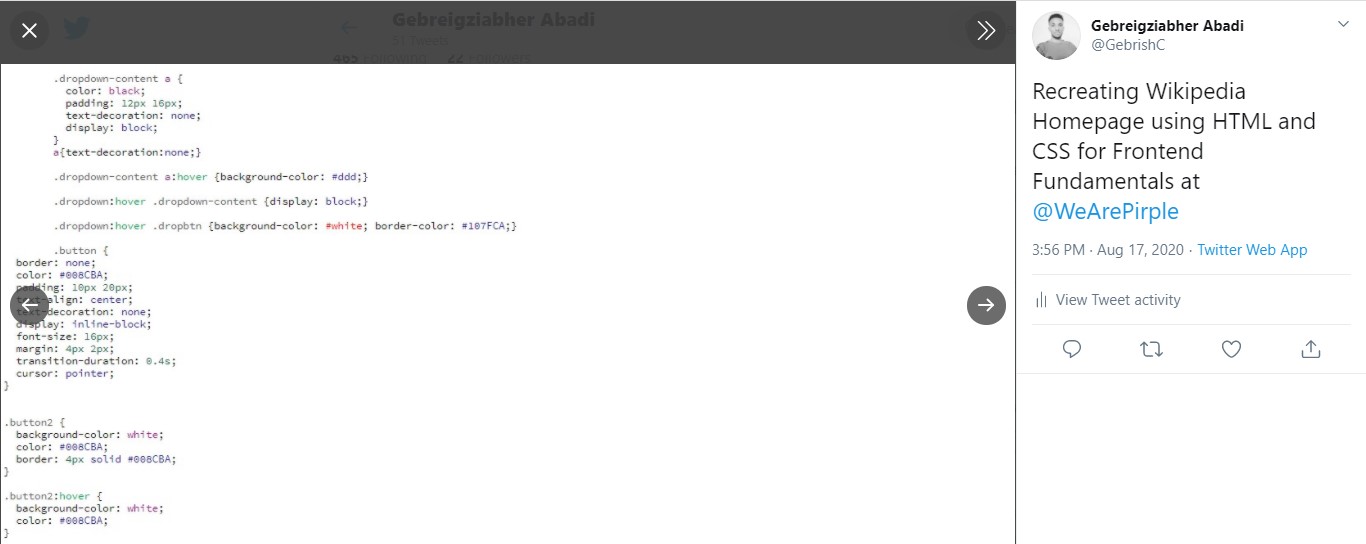 Gebreigziabher Abadi
51 Tweets
465 Following 22 Followers
.dropdown-content a {
color: black;
padding: 12px 16px;
text-decoration: none;
display: block;
}
a{text-decoration:none;}
.dropdown-content a:hover {background-color: #ddd;}
.dropdown:hover .dropdown-content {display: block;}
.dropdown:hover .dropbtn {background-color: #white; border-color: #107FCA;}
.button {
border: none;
color: #008CBA;
padding: 10px 20px;
text-align: center;
text-decoration: none;
display: inline-block;
font-size: 16px;
margin: 4px 2px;
transition-duration: 0.4s;
cursor: pointer;
}
.button2 {
background-color: white;
color: #008CBA;
border: 4px solid #008CBA;
}
.button2:hover {
background-color: white;
color: #008CBA;
}
Gebreigziabher Abadi
@GebrishC
Recreating Wikipedia
Homepage using HTML and
CSS for Frontend
Fundamentals at
@WeArePirple
3:56 PM · Aug 17, 2020 · Twitter Web App
View Tweet activity